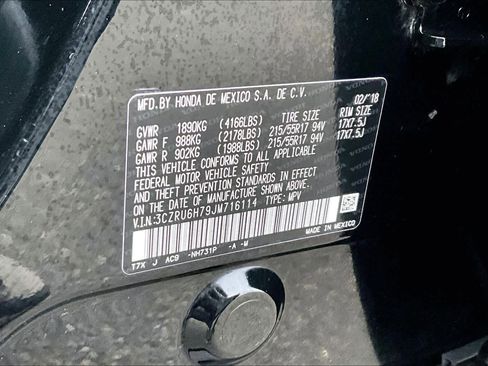 MFD.BY HONDA DE MEXICO S.A. DE C.V. 02/'18
GVWR 1890KG (4166LBS) TIRE SIZE RIM SIZE
GAWR F 988KG (2178LBS) 215/55R17 94V 17X7.5J
GAWR R 902KG (1988LBS) 215/55R17 94V 17X7.5J
THIS VEHICLE CONFORMS TO ALL APPLICABLE
FEDERAL MOTOR VEHICLE SAFETY
STANDARDS IN EFFECT ON THE DATE OF
MANUFACTURE SHOWN ABOVE.
V.I.N:3CZRU6H79JM716114 TYPE: MPV
MADE IN MEXICO
T7X J AC9 -NH731P -A -M